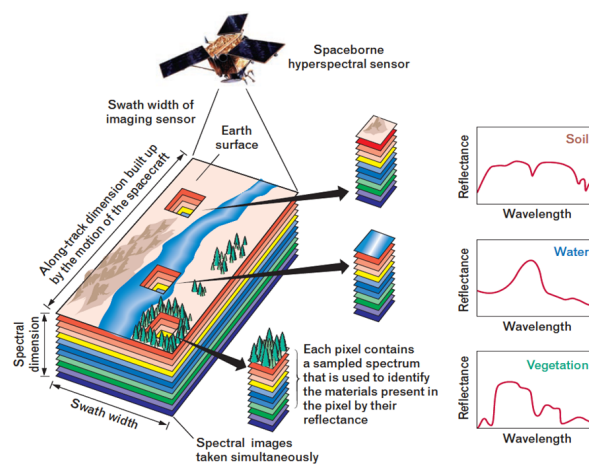 Spaceborne
hyperspectral sensor
Swath width of
imaging sensor
Earth
surface
Along-track dimension built up
by the motion of the spacecraft
Spectral
dimension
Swath width
Spectral images
taken simultaneously
Each pixel contains
a sampled spectrum
that is used to identify
the materials present in
the pixel by their
reflectance
Soil
Reflectance
Wavelength
Water
Reflectance
Wavelength
Vegetation
Reflectance
Wavelength